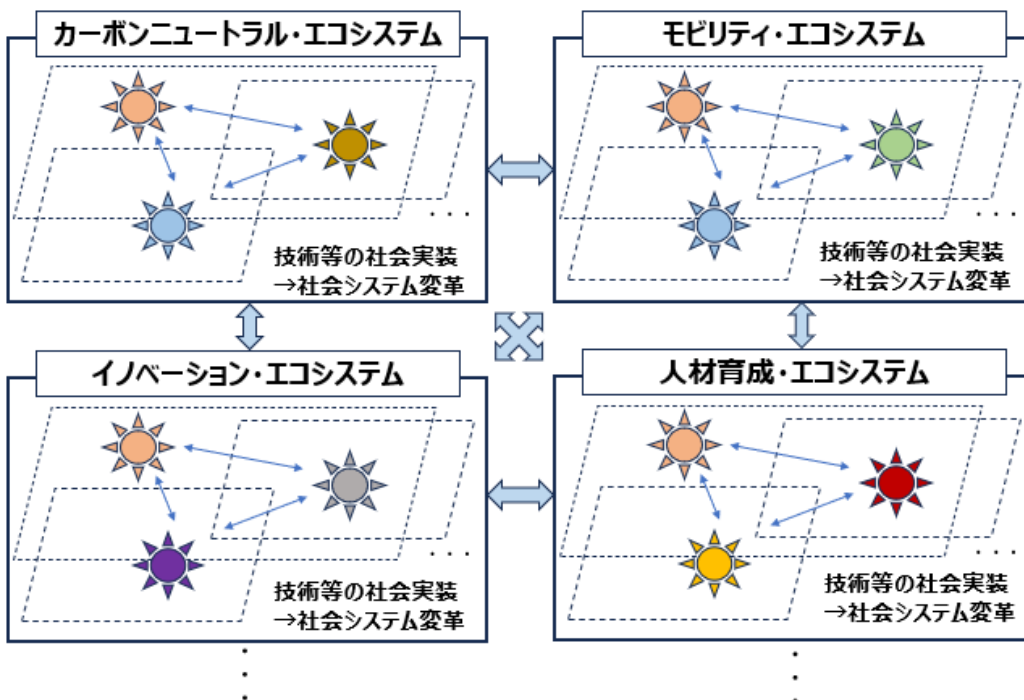 カーボンニュートラル・エコシステム
モビリティ・エコシステム
・・・
技術等の社会実装
→社会システム変革
・・・
技術等の社会実装
→社会システム変革
イノベーション・エコシステム
人材育成・エコシステム
・・・
技術等の社会実装
→社会システム変革
・・・
技術等の社会実装
→社会システム変革